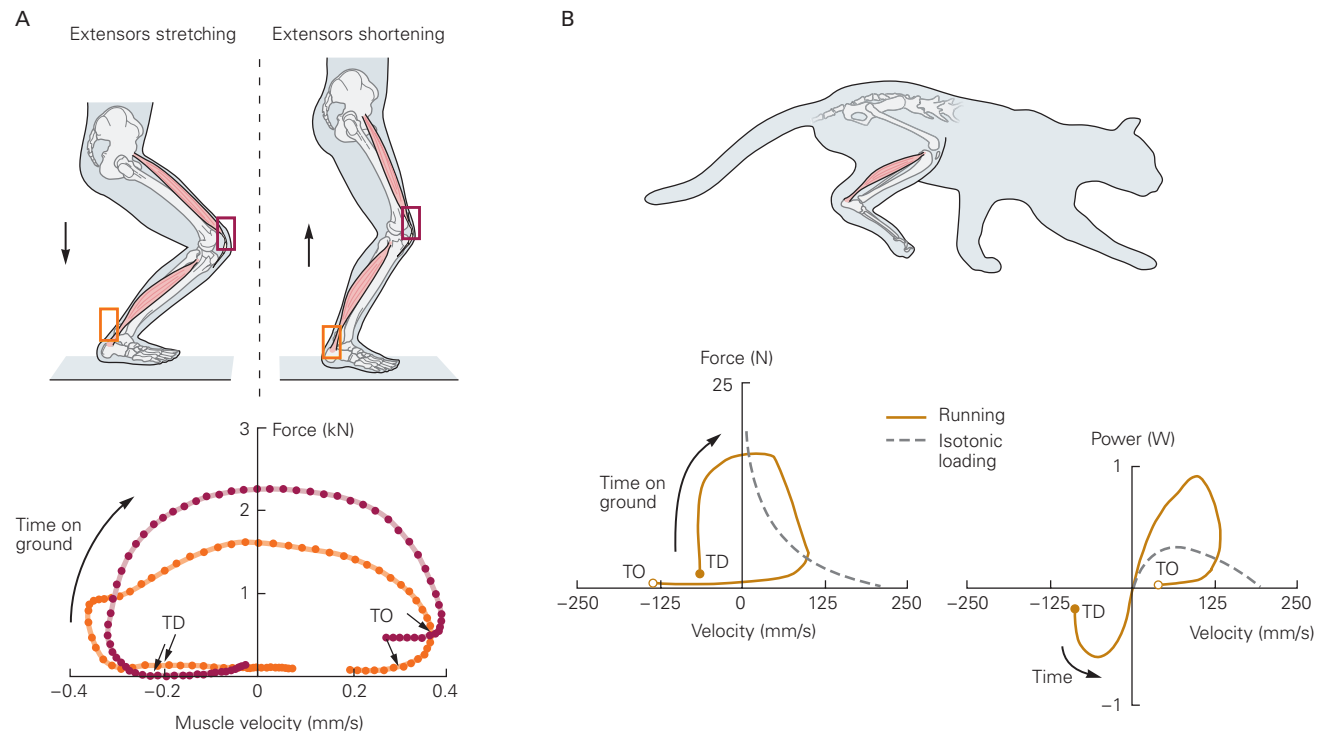 A
Extensors stretching
Extensors shortening
3
Force (kN)
Time on
ground
2
1
TD
TO
−0.4
−0.2
0
0.2
0.4
Muscle velocity (mm/s)
B
Force (N)
25
Time on
ground
TO
TD
−250
−125
0
125
250
Velocity (mm/s)
Running
Isotonic
loading
Power (W)
1
TO
−250
−125
125
250
TD
Velocity (mm/s)
Time
−1